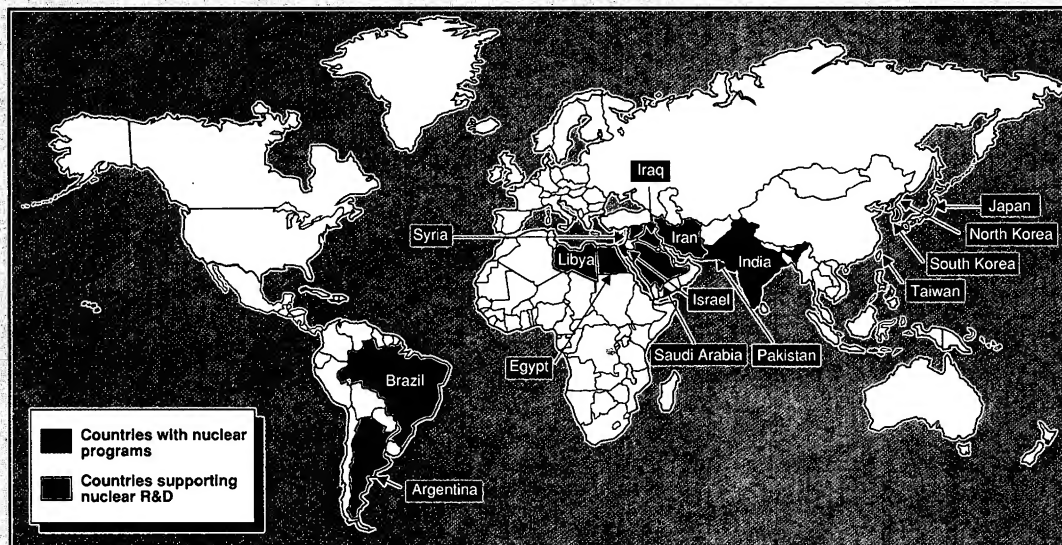 Iraq
Japan
Syria
Iran
North Korea
Libya
India
South Korea
Israel
Taiwan
Egypt
Saudi Arabia
Pakistan
Brazil
Countries with nuclear
programs
Countries supporting
nuclear R&D
Argentina